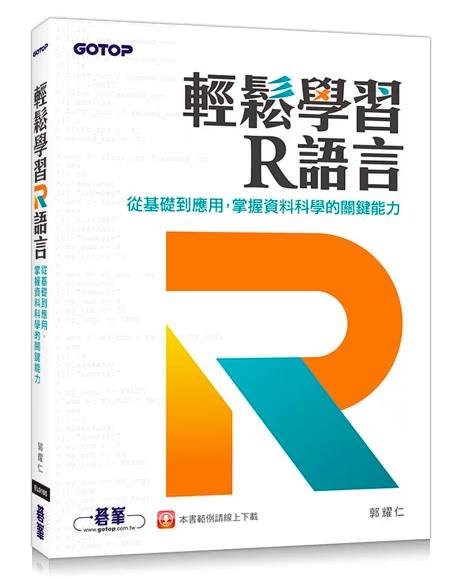 GOTOP
輕鬆學習
R語言
從基礎到應用，掌握資料科學的關鍵能力
R
碁峯
www.gotop.com.tw
本書範例請線上下載
郭耀仁
輕鬆學習R語言
從基礎到應用，
掌握資料科學的關鍵能力
郭耀仁
碁峯